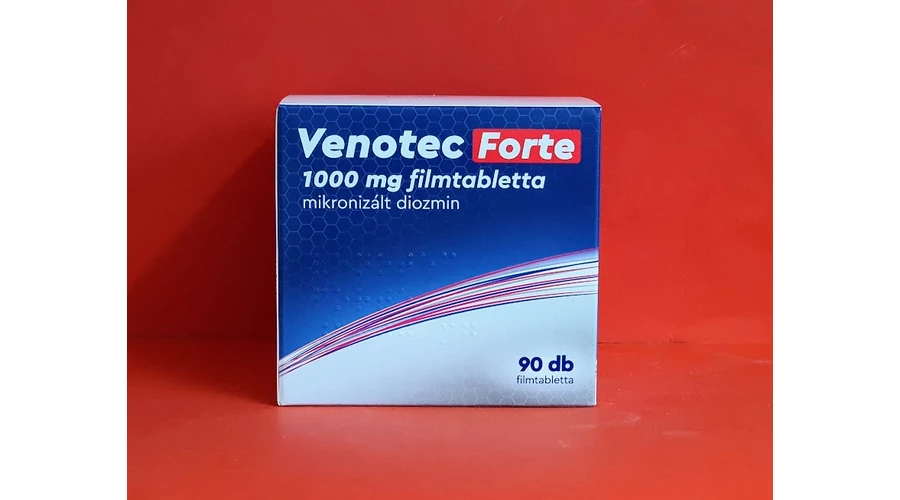 Venotec Forte
1000 mg filmtabletta
mikronizált diozmin
90 db
filmtabletta